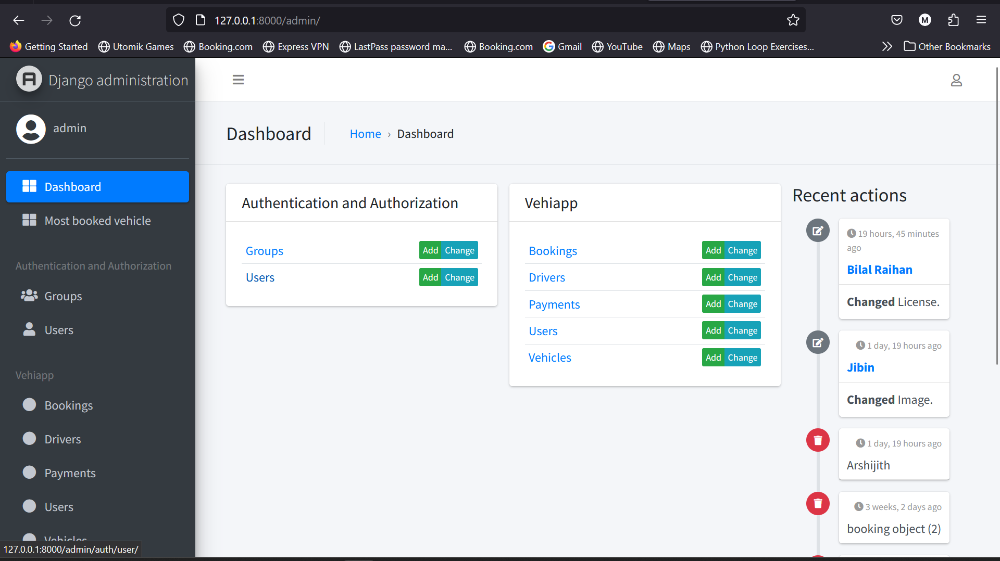 127.0.0.1:8000/admin/
M
Getting Started Utomik Games Booking.com Express VPN LastPass password ma... Booking.com Gmail YouTube Maps Python Loop Exercises... Other Bookmarks
Django administration
admin
Dashboard
Most booked vehicle
Authentication and Authorization
Groups
Users
Vehiapp
Bookings
Drivers
Payments
Users
Vehicles
127.0.0.1:8000/admin/auth/user/
Dashboard
Home › Dashboard
Authentication and Authorization
Groups Add Change
Users Add Change
Vehiapp
Bookings Add Change
Drivers Add Change
Payments Add Change
Users Add Change
Vehicles Add Change
Recent actions
19 hours, 45 minutes
ago
Bilal Raihan
Changed License.
1 day, 19 hours ago
Jibin
Changed Image.
1 day, 19 hours ago
Arshijith
3 weeks, 2 days ago
booking object (2)